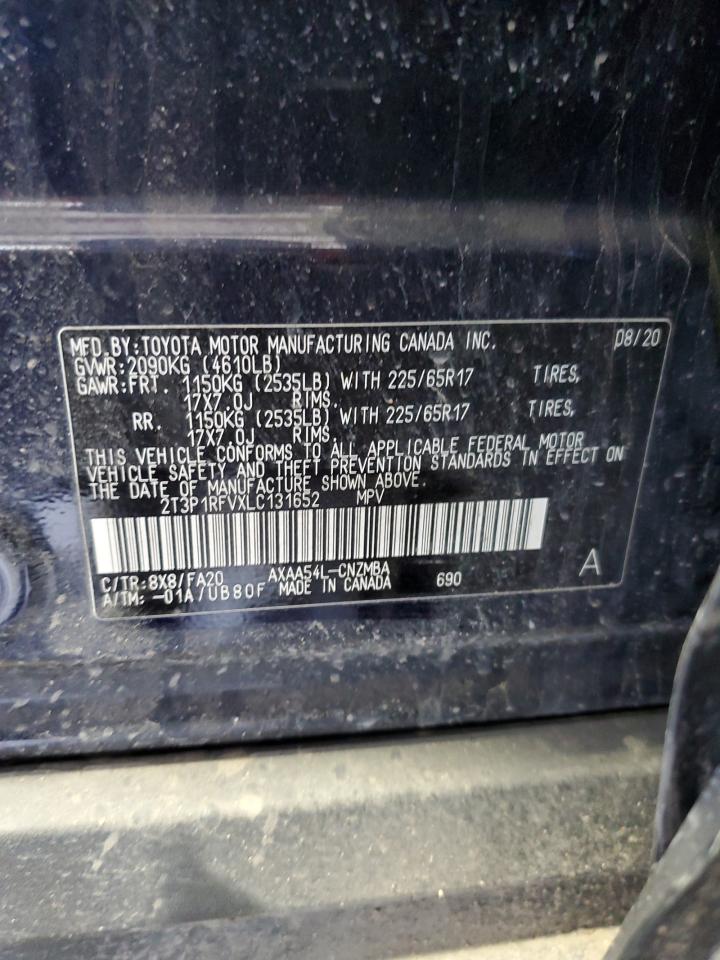 MFD.BY:TOYOTA MOTOR MANUFACTURING CANADA INC. 08/20
GVWR:2090KG (4610LB)
GAWR:FRT. 1150KG (2535LB) WITH 225/65R17 TIRES,
17X7.0J RIMS.
RR. 1150KG (2535LB) WITH 225/65R17 TIRES,
17X7.0J RIMS.
THIS VEHICLE CONFORMS TO ALL APPLICABLE FEDERAL MOTOR
VEHICLE SAFETY AND THEFT PREVENTION STANDARDS IN EFFECT ON
THE DATE OF MANUFACTURE SHOWN ABOVE.
2T3P1RFVXLC131652 MPV
C/TR:8X8/FA20 AXAA54L-CNZMBA A
A/TM: -01A/UB80F MADE IN CANADA 690